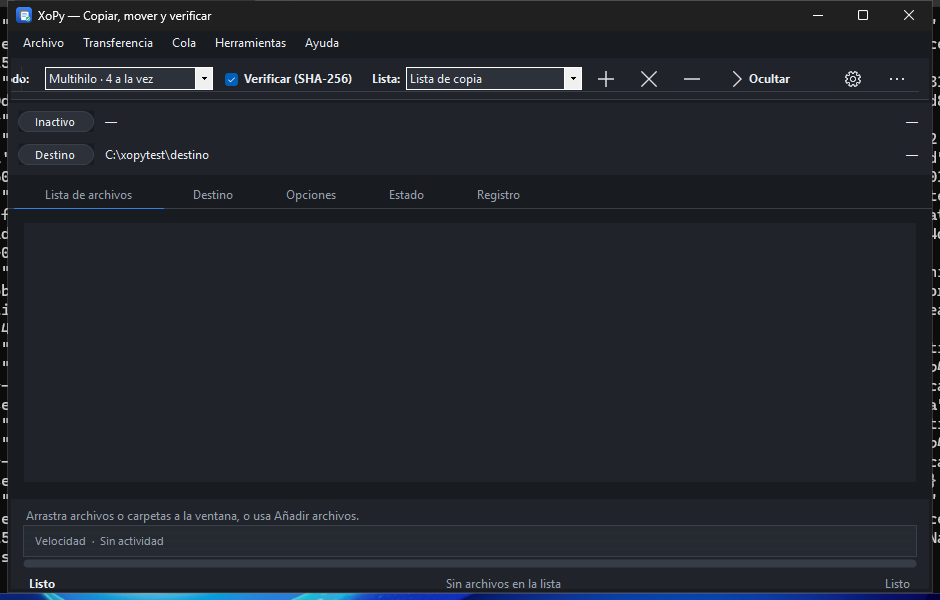 XoPy — Copiar, mover y verificar
Archivo Transferencia Cola Herramientas Ayuda
do: Multihilo · 4 a la vez Verificar (SHA-256) Lista: Lista de copia Ocultar
Inactivo —
Destino C:\xopytest\destino —
Lista de archivos Destino Opciones Estado Registro
Arrastra archivos o carpetas a la ventana, o usa Añadir archivos.
Velocidad · Sin actividad
Listo Sin archivos en la lista Listo